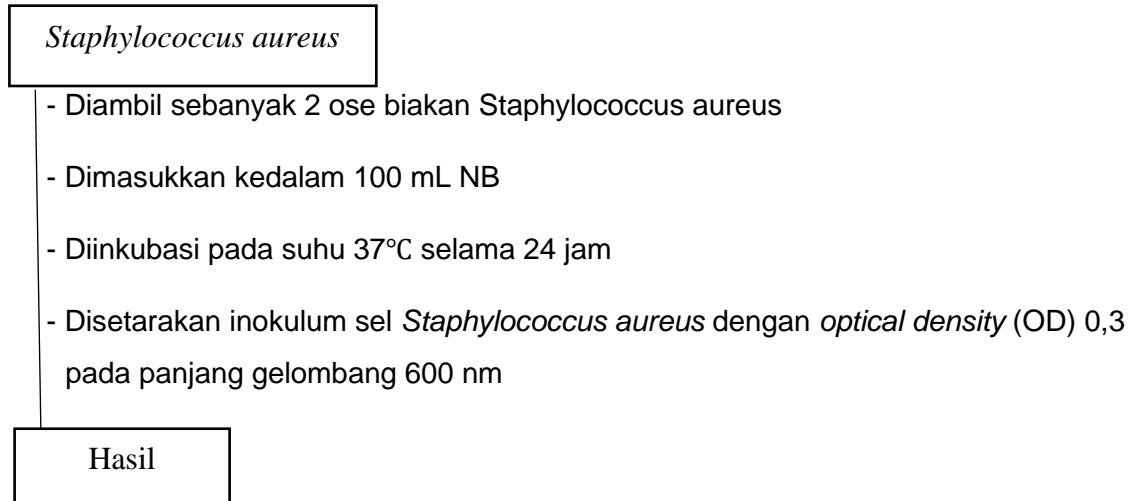 Staphylococcus aureus
- Diambil sebanyak 2 ose biakan Staphylococcus aureus
- Dimasukkan kedalam 100 mL NB
- Diinkubasi pada suhu 37℃ selama 24 jam
- Disetarakan inokulum sel Staphylococcus aureus dengan optical density (OD) 0,3
pada panjang gelombang 600 nm
Hasil